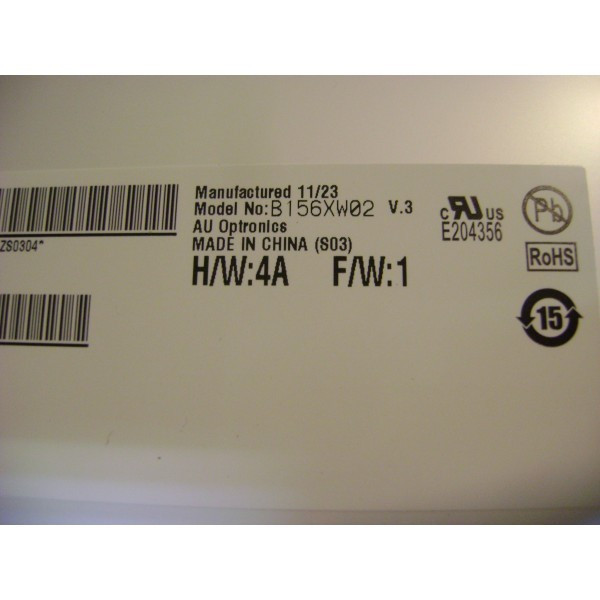 Manufactured 11/23
Model No:B156XW02 V.3
AU Optronics
MADE IN CHINA (S03)
H/W:4A F/W:1
ZS0304*
c RU US
E204356
Pb
RoHS
15